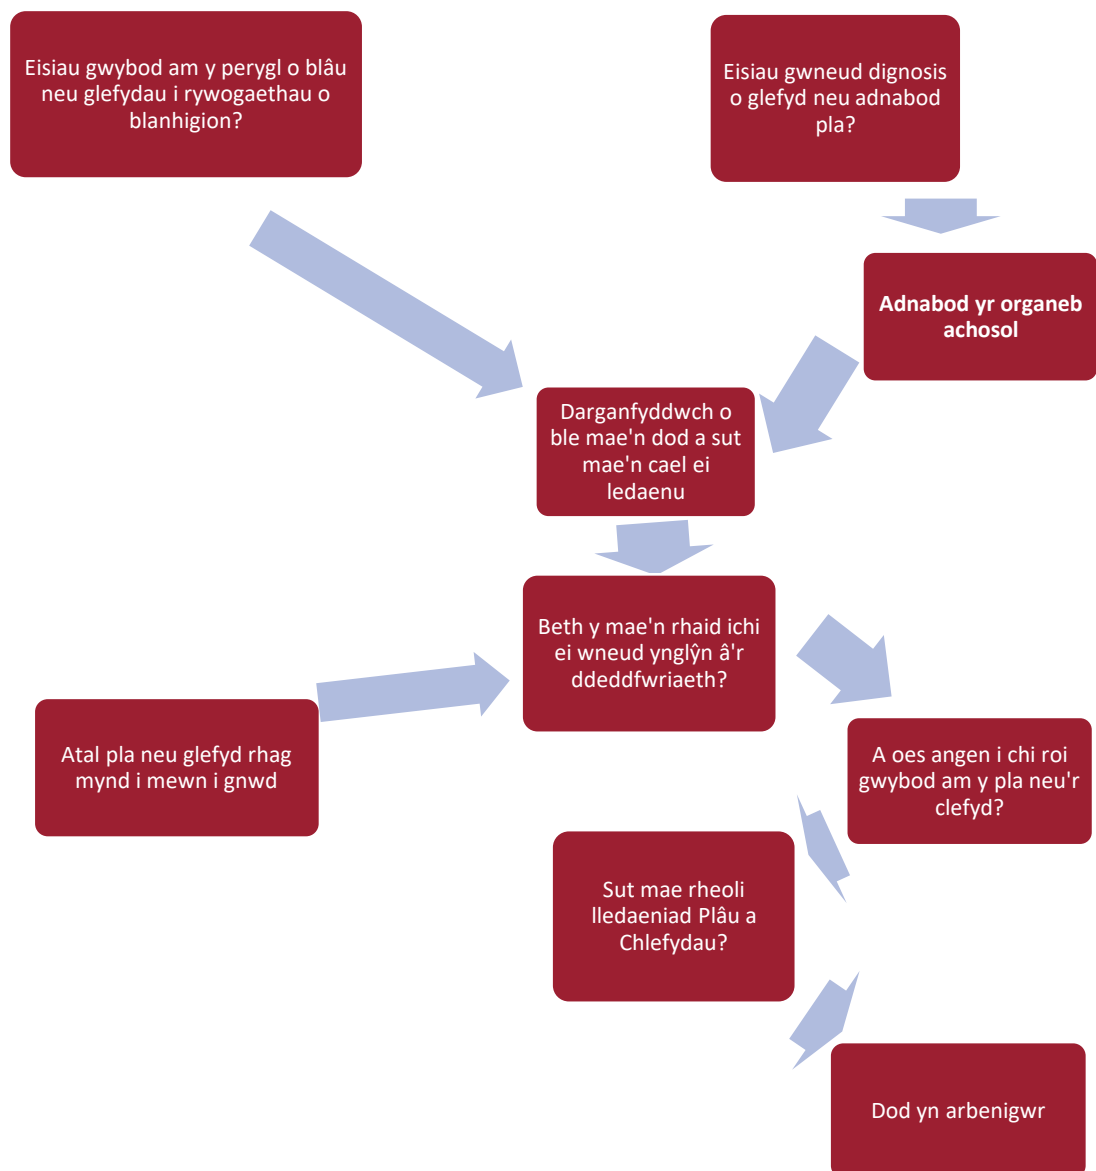 Eisiau gwybod am y perygl o blâu
neu glefydau i rywogaethau o
blanhigion?
Eisiau gwneud dignosis
o glefyd neu adnabod
pla?
Adnabod yr organeb
achosol
Darganfyddwch o
ble mae'n dod a sut
mae'n cael ei
ledaenu
Beth y mae'n rhaid ichi
ei wneud ynglŷn â'r
ddeddfwriaeth?
Atal pla neu glefyd rhag
mynd i mewn i gnwd
A oes angen i chi roi
gwybod am y pla neu'r
clefyd?
Sut mae rheoli
lledaeniad Plâu a
Chlefydau?
Dod yn arbenigwr